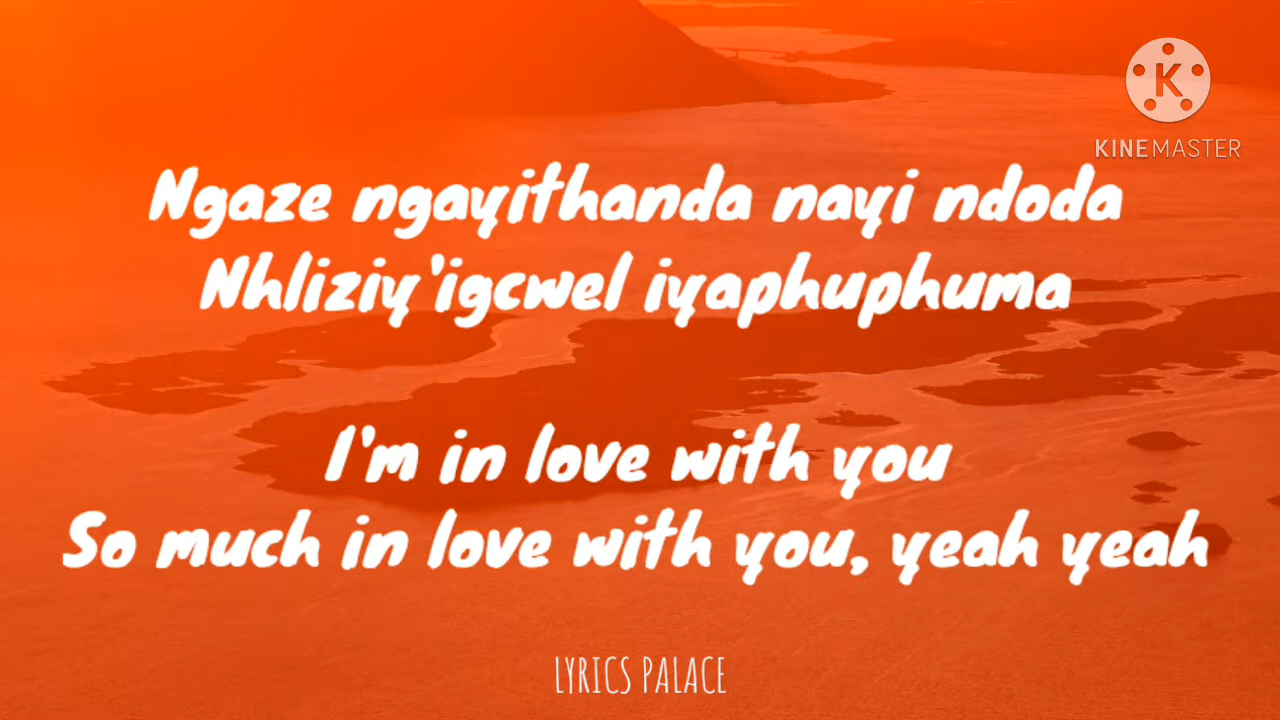 K
KINEMASTER
Ngaze ngayithanda nayi ndoda
Nhliziy'igcwel iyaphuphuma
I'm in love with you
So much in love with you, yeah yeah
LYRICS PALACE